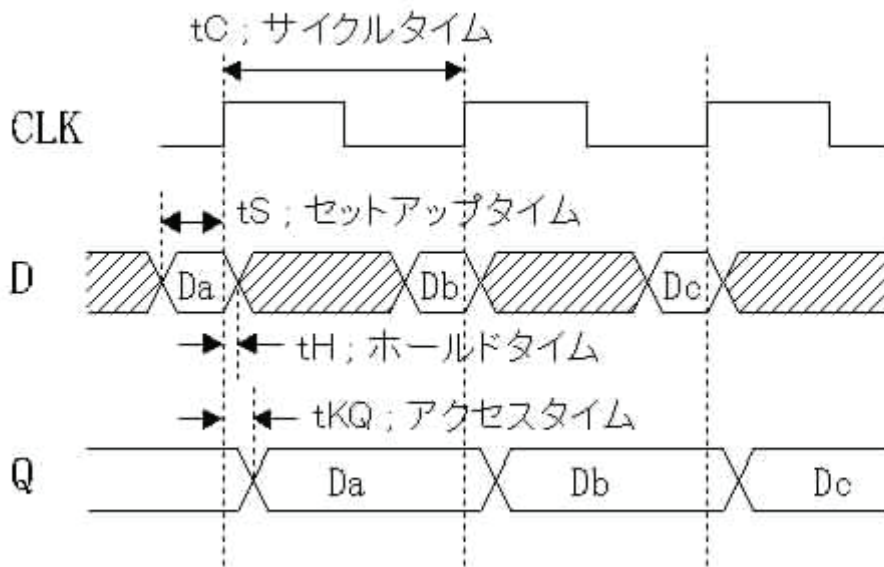 tC ; サイクルタイム
CLK
tS ; セットアップタイム
D
Da
Db
Dc
tH ; ホールドタイム
tKQ ; アクセスタイム
Q
Da
Db
Dc